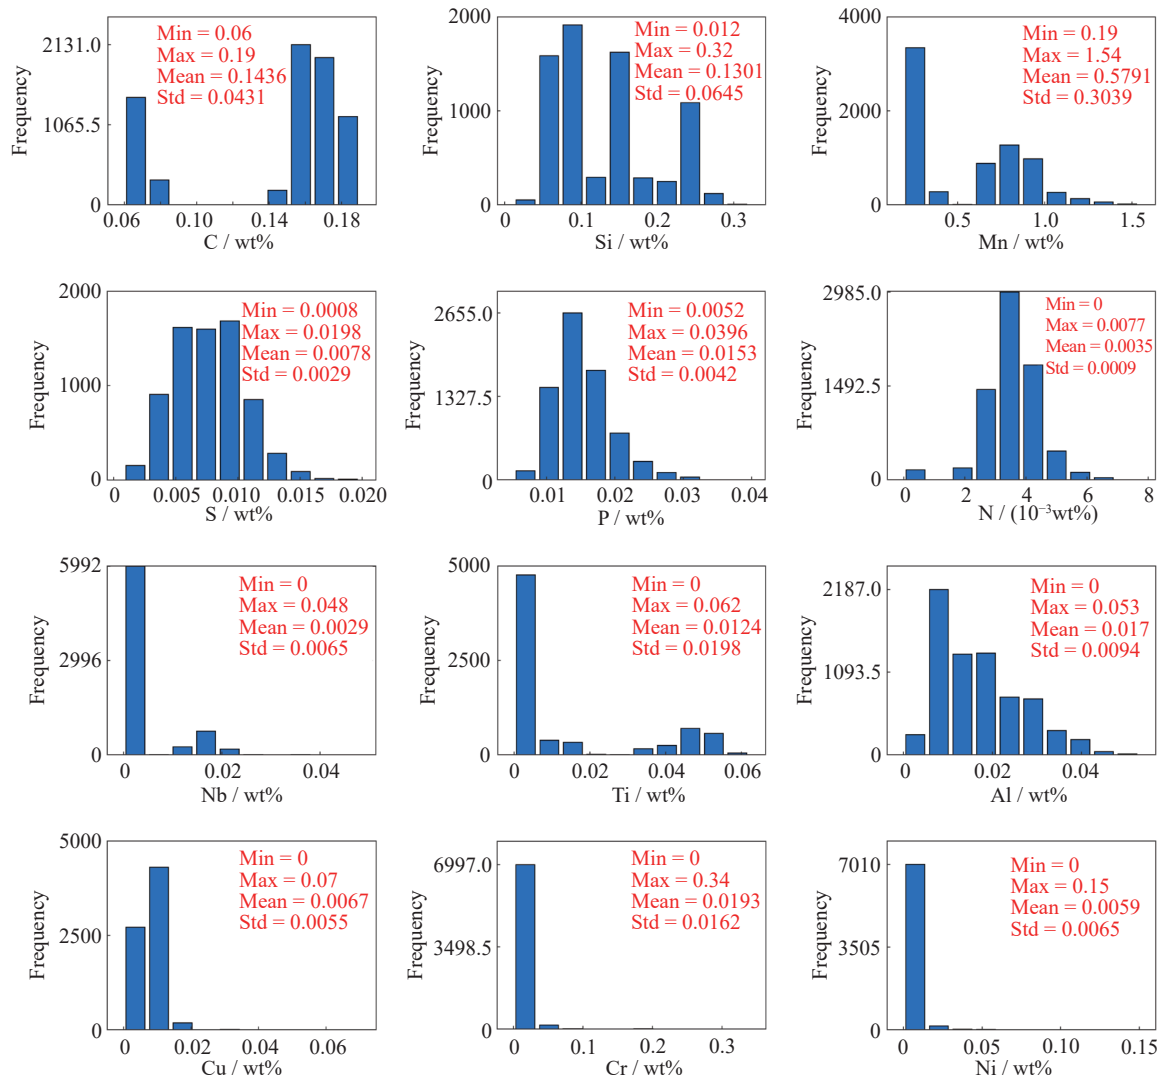 Frequency
2131.0
1065.5
0
Min = 0.06
Max = 0.19
Mean = 0.1436
Std = 0.0431
0.06 0.10 0.14 0.18
C / wt%
Frequency
2000
1000
0
Min = 0.012
Max = 0.32
Mean = 0.1301
Std = 0.0645
0.1 0.2 0.3
Si / wt%
Frequency
4000
2000
0
Min = 0.19
Max = 1.54
Mean = 0.5791
Std = 0.3039
0.5 1.0 1.5
Mn / wt%
Frequency
2000
1000
0
Min = 0.0008
Max = 0.0198
Mean = 0.0078
Std = 0.0029
0 0.005 0.010 0.015 0.020
S / wt%
Frequency
2655.0
1327.5
0
Min = 0.0052
Max = 0.0396
Mean = 0.0153
Std = 0.0042
0.01 0.02 0.03 0.04
P / wt%
Frequency
2985.0
1492.5
0
Min = 0
Max = 0.0077
Mean = 0.0035
Std = 0.0009
0 2 4 6 8
N / (10⁻³wt%)
Frequency
5992
2996
0
Min = 0
Max = 0.048
Mean = 0.0029
Std = 0.0065
0 0.02 0.04
Nb / wt%
Frequency
5000
2500
0
Min = 0
Max = 0.062
Mean = 0.0124
Std = 0.0198
0 0.02 0.04 0.06
Ti / wt%
Frequency
2187.0
1093.5
0
Min = 0
Max = 0.053
Mean = 0.017
Std = 0.0094
0 0.02 0.04
Al / wt%
Frequency
5000
2500
0
Min = 0
Max = 0.07
Mean = 0.0067
Std = 0.0055
0 0.02 0.04 0.06
Cu / wt%
Frequency
6997.0
3498.5
0
Min = 0
Max = 0.34
Mean = 0.0193
Std = 0.0162
0 0.1 0.2 0.3
Cr / wt%
Frequency
7010
3505
0
Min = 0
Max = 0.15
Mean = 0.0059
Std = 0.0065
0 0.05 0.10 0.15
Ni / wt%